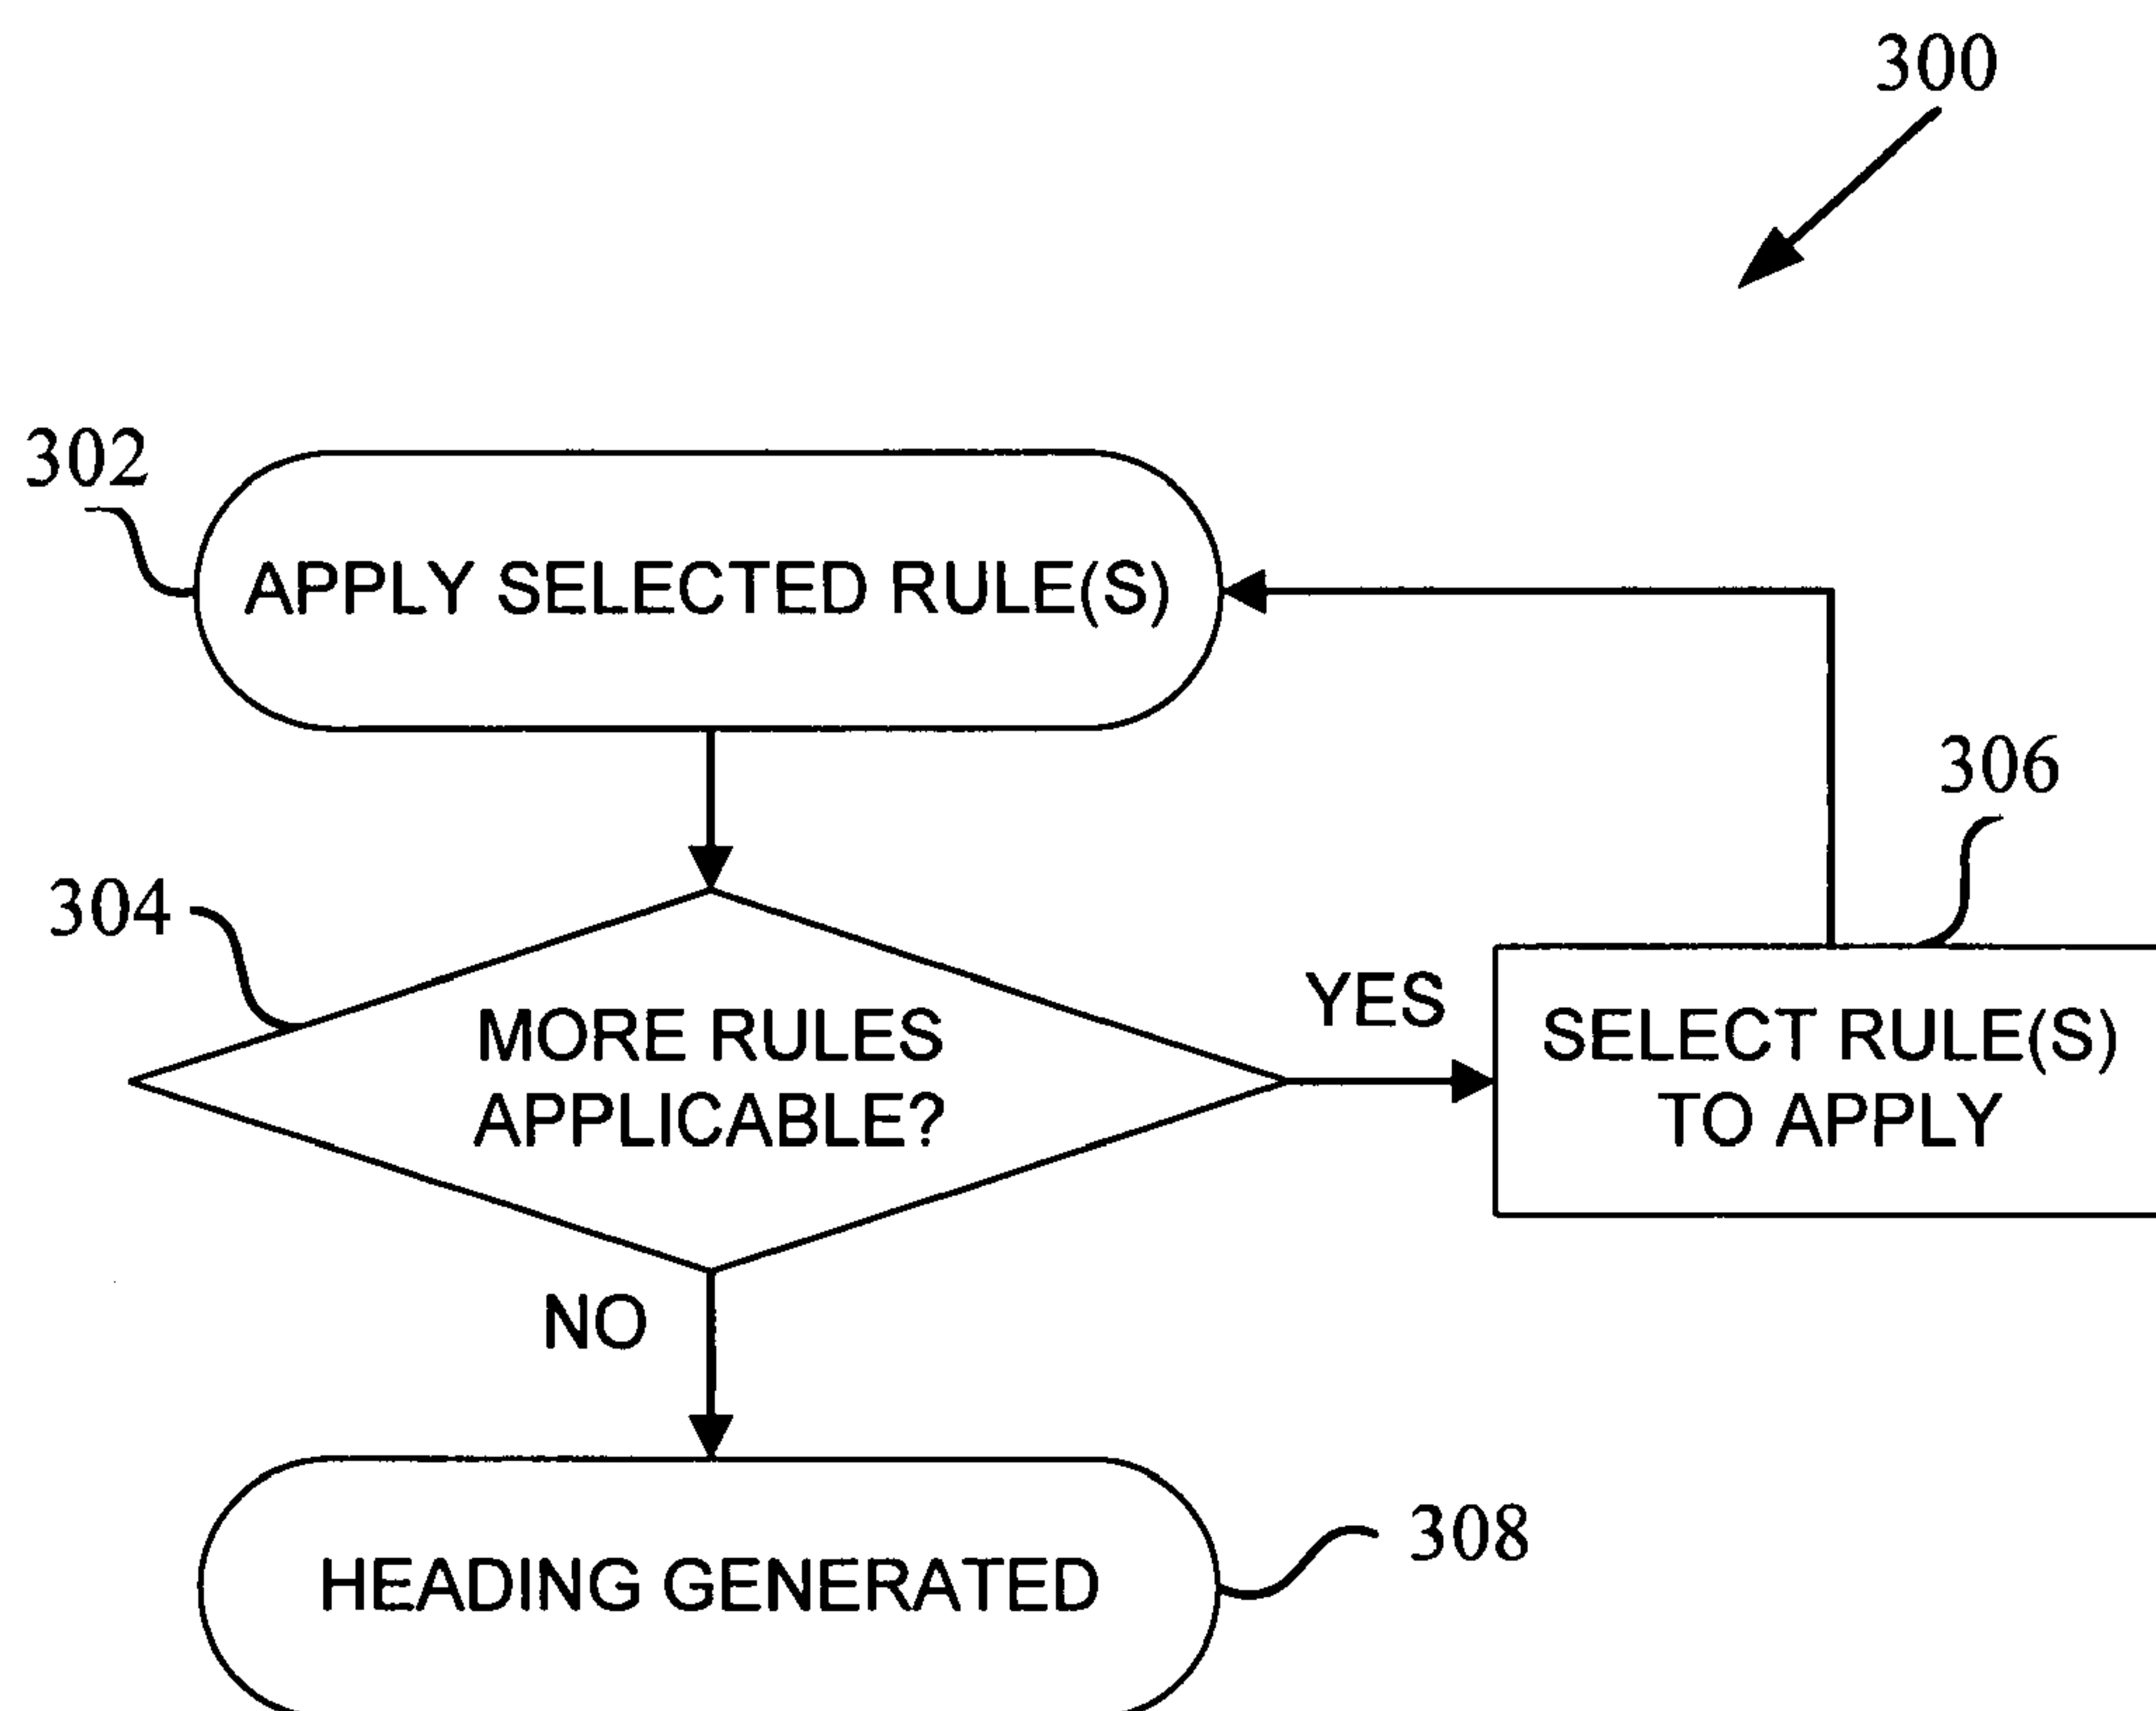 300
302
APPLY SELECTED RULE(S)
306
304
MORE RULES
APPLICABLE?
YES
SELECT RULE(S)
TO APPLY
NO
308
HEADING GENERATED